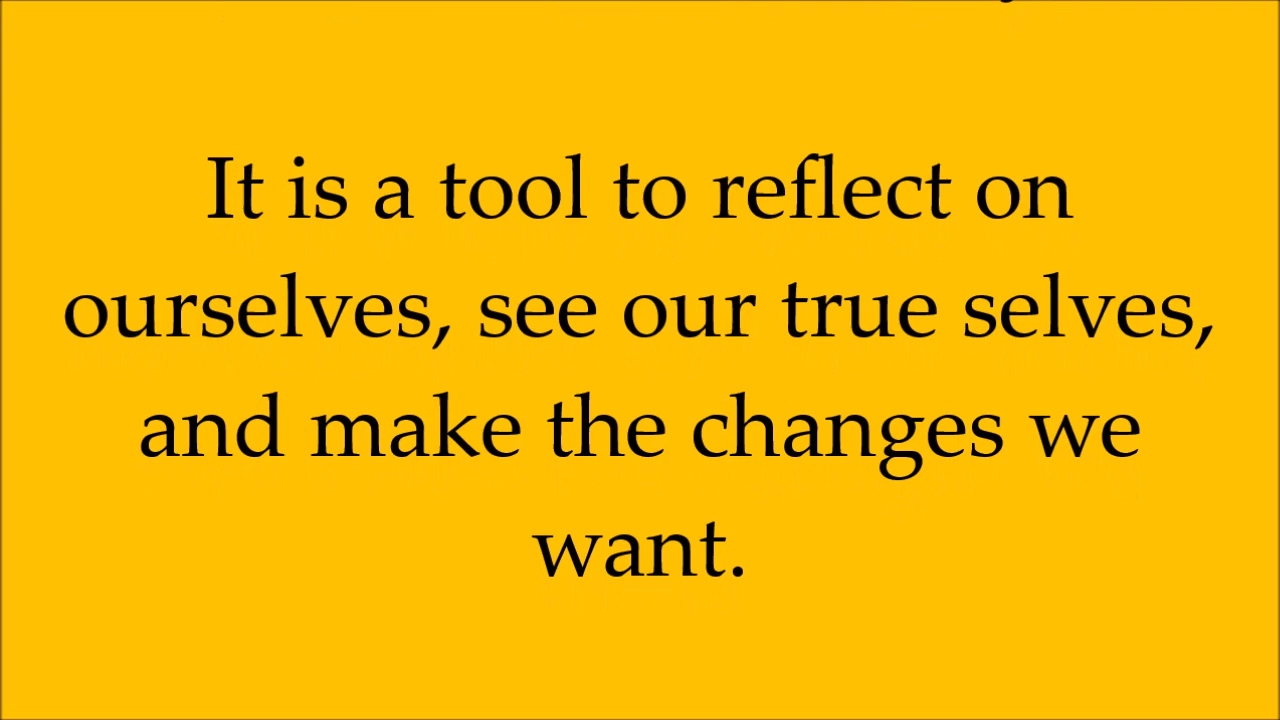 It is a tool to reflect on
ourselves, see our true selves,
and make the changes we
want.